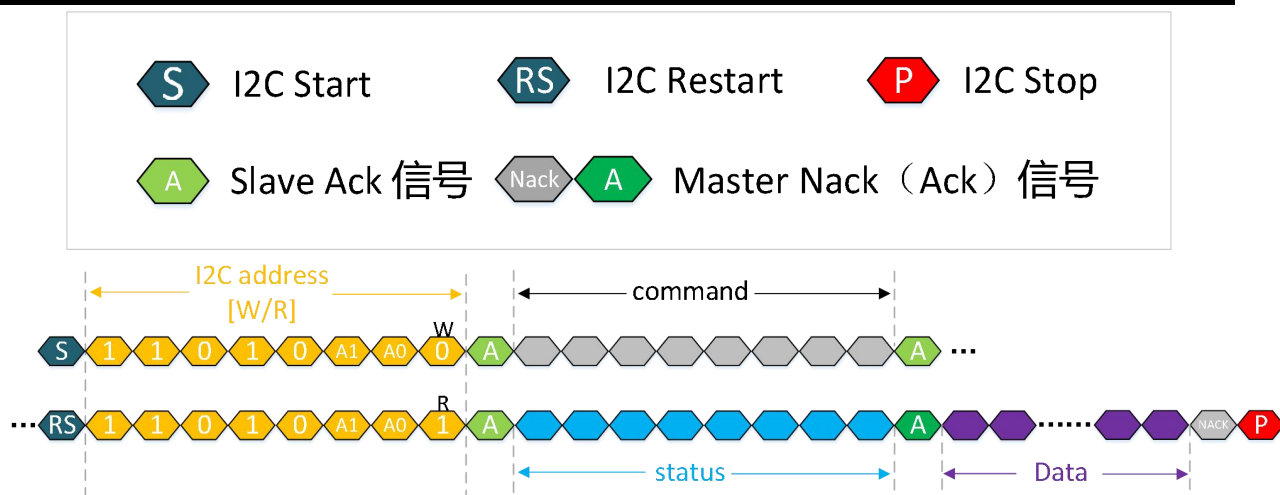 S I2C Start RS I2C Restart P I2C Stop
A Slave Ack 信号 Nack A Master Nack（Ack）信号
I2C address
[W/R]
command
W
S 1 1 0 1 0 A1 A0 0 A A ...
R
...RS 1 1 0 1 0 A1 A0 1 A A ...... NACK P
status
Data